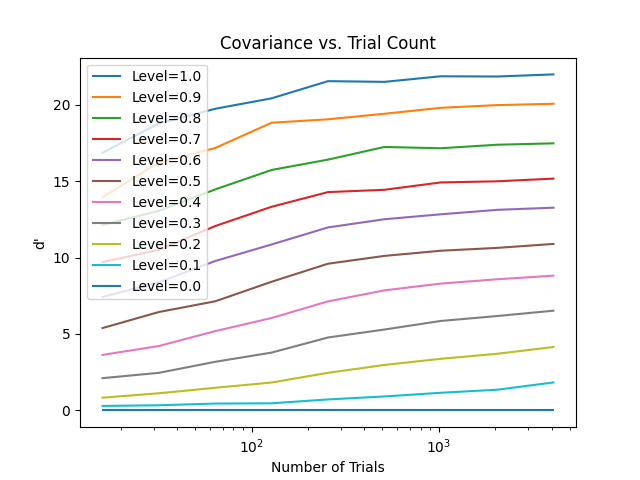 Covariance vs. Trial Count
Level=1.0
Level=0.9
Level=0.8
Level=0.7
Level=0.6
Level=0.5
Level=0.4
Level=0.3
Level=0.2
Level=0.1
Level=0.0
20
15
10
5
0
d'
10²
10³
Number of Trials